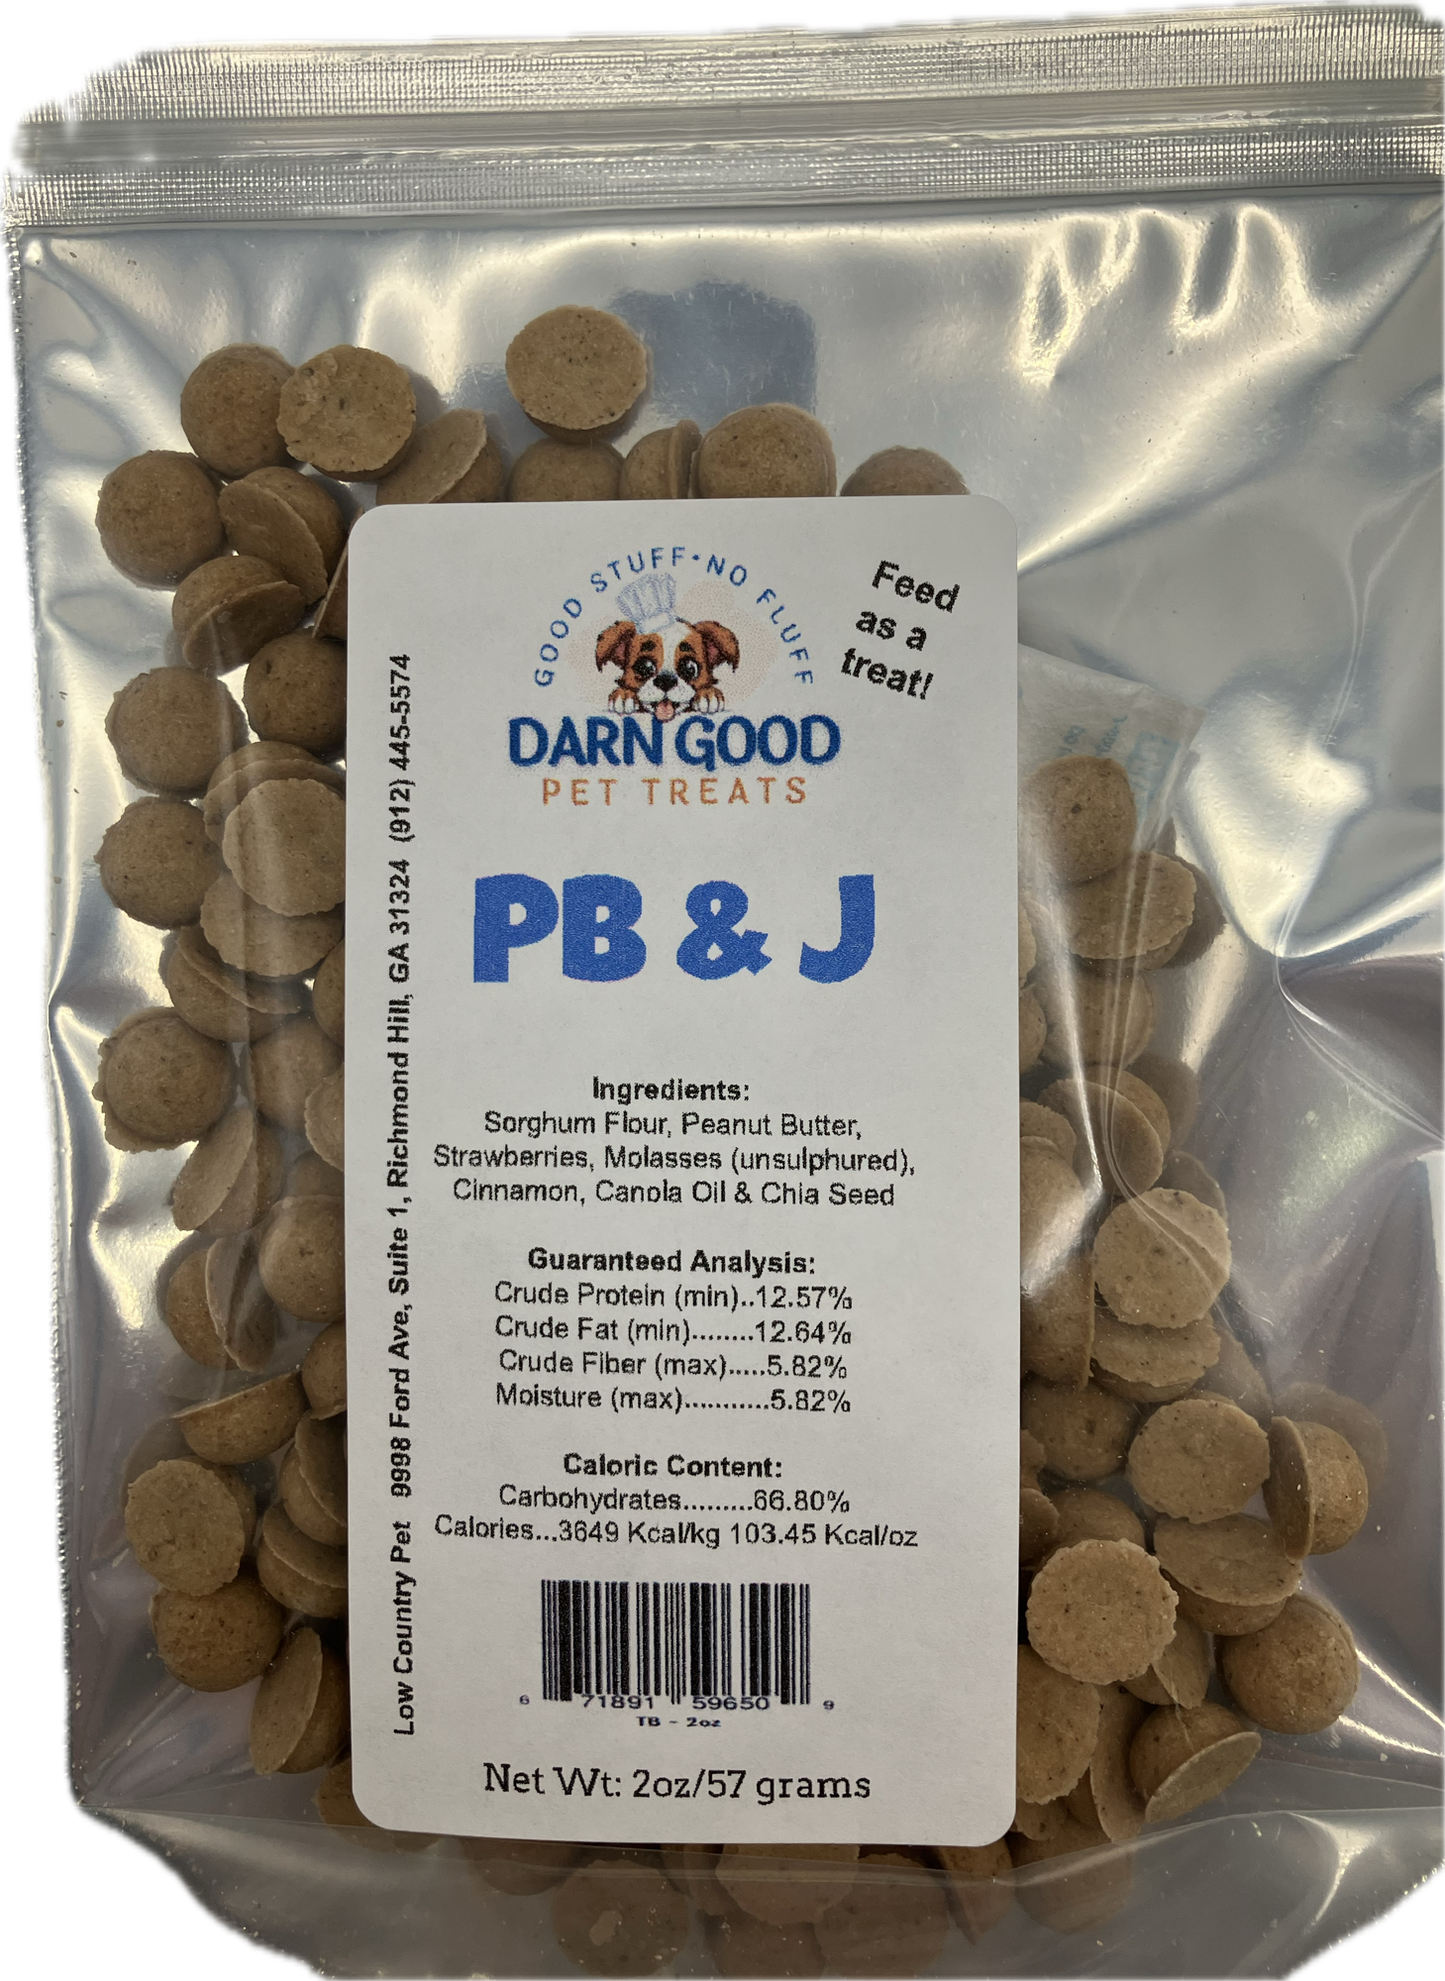 GOOD STUFF•NO FLUFF
DARN GOOD
PET TREATS
Feed
as a
treat!
PB & J
Ingredients:
Sorghum Flour, Peanut Butter,
Strawberries, Molasses (unsulphured),
Cinnamon, Canola Oil & Chia Seed
Guaranteed Analysis:
Crude Protein (min)..12.57%
Crude Fat (min)........12.64%
Crude Fiber (max).....5.82%
Moisture (max)...........5.82%
Caloric Content:
Carbohydrates.........66.80%
Calories...3649 Kcal/kg 103.45 Kcal/oz
6 71891 59650 9
TB - 2oz
Net Wt: 2oz/57 grams
Low Country Pet 9998 Ford Ave, Suite 1, Richmond Hill, GA 31324 (912) 445-5574